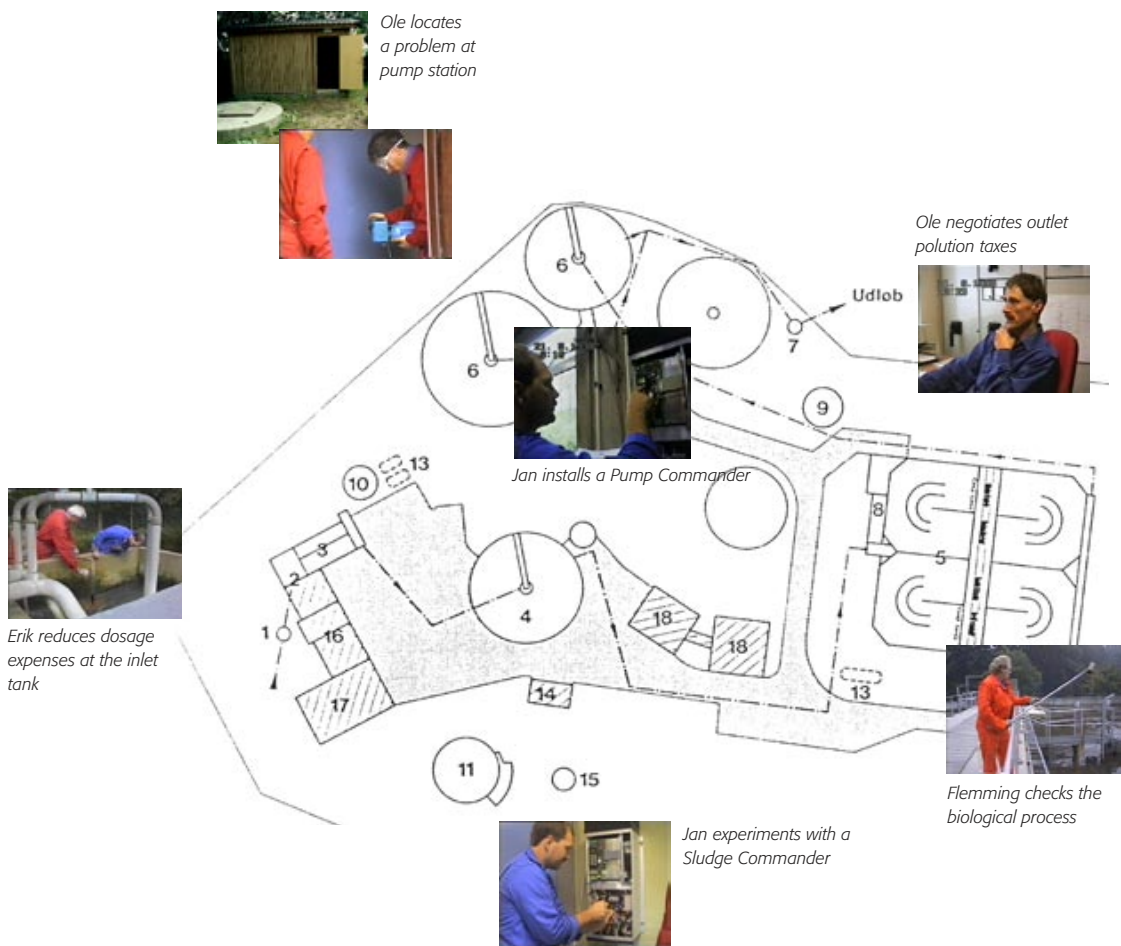 Ole locates
a problem at
pump station
Ole negotiates outlet
polution taxes
6
Udløb
7
6
9
Jan installs a Pump Commander
13
10
8
3
5
2
4
1
16
18
18
Erik reduces dosage
expenses at the inlet
tank
17
14
13
11
15
Flemming checks the
biological process
Jan experiments with a
Sludge Commander